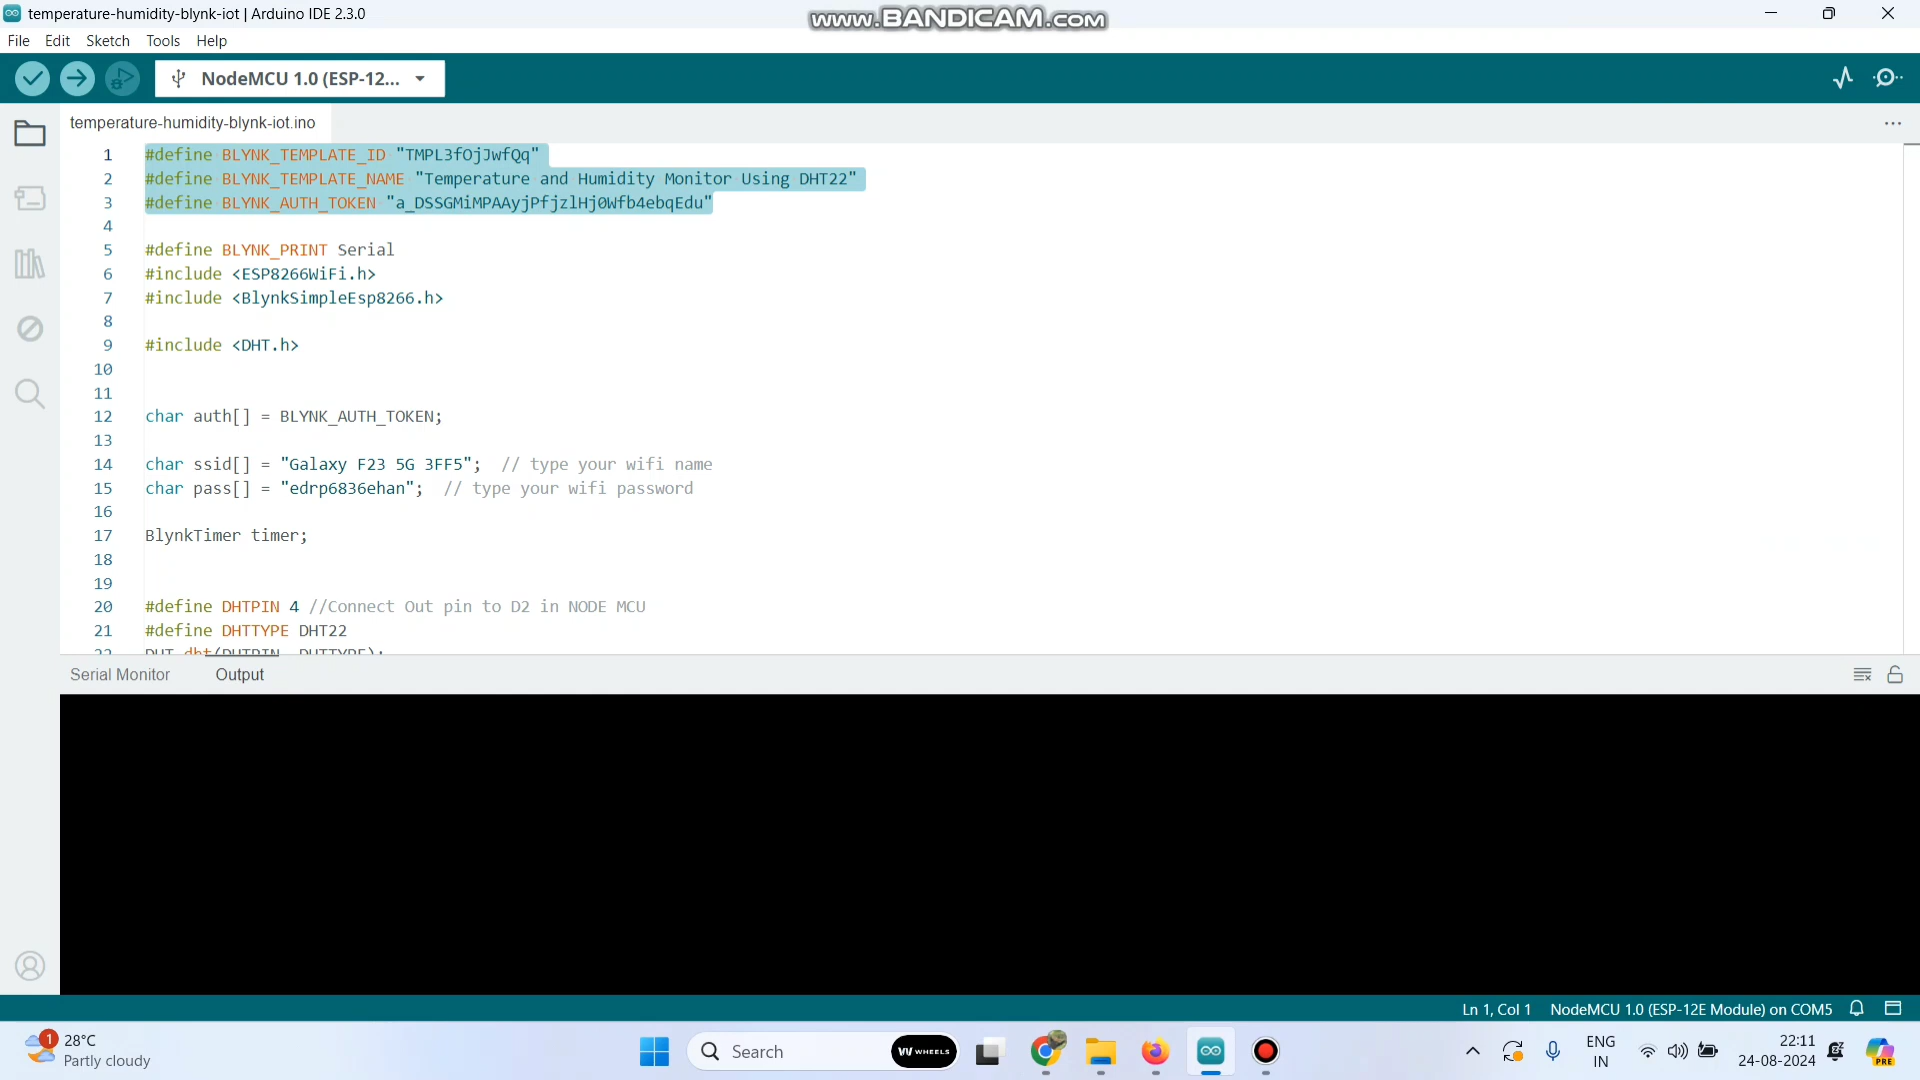 temperature-humidity-blynk-iot | Arduino IDE 2.3.0
www.BANDICAM.com
File Edit Sketch Tools Help
NodeMCU 1.0 (ESP-12...
temperature-humidity-blynk-iot.ino
1 #define BLYNK_TEMPLATE_ID "TMPL3fOjJwfQq"
2 #define BLYNK_TEMPLATE_NAME "Temperature and Humidity Monitor Using DHT22"
3 #define BLYNK_AUTH_TOKEN "a_DSSGMiMPAAyjPfjzlHj0Wfb4ebqEdu"
4
5 #define BLYNK_PRINT Serial
6 #include <ESP8266WiFi.h>
7 #include <BlynkSimpleEsp8266.h>
8
9 #include <DHT.h>
10
11
12 char auth[] = BLYNK_AUTH_TOKEN;
13
14 char ssid[] = "Galaxy F23 5G 3FF5"; // type your wifi name
15 char pass[] = "edrp6836ehan"; // type your wifi password
16
17 BlynkTimer timer;
18
19
20 #define DHTPIN 4 //Connect Out pin to D2 in NODE MCU
21 #define DHTTYPE DHT22
22 DHT dht(DHTPIN, DHTTYPE);
Serial Monitor Output
Ln 1, Col 1 NodeMCU 1.0 (ESP-12E Module) on COM5
1
28°C
Partly cloudy
Search
WHEELS
ENG
IN
22:11
24-08-2024
PRE